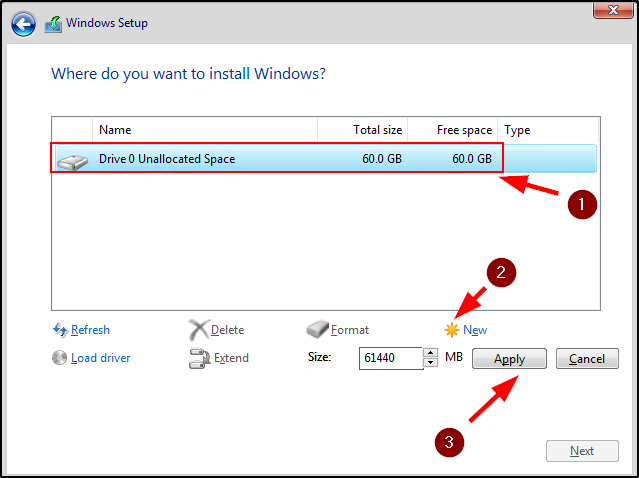 Windows Setup
Where do you want to install Windows?
Name Total size Free space Type
Drive 0 Unallocated Space 60.0 GB 60.0 GB
1
2
Refresh Delete Format New
Load driver Extend Size: 61440 MB Apply Cancel
3
Next